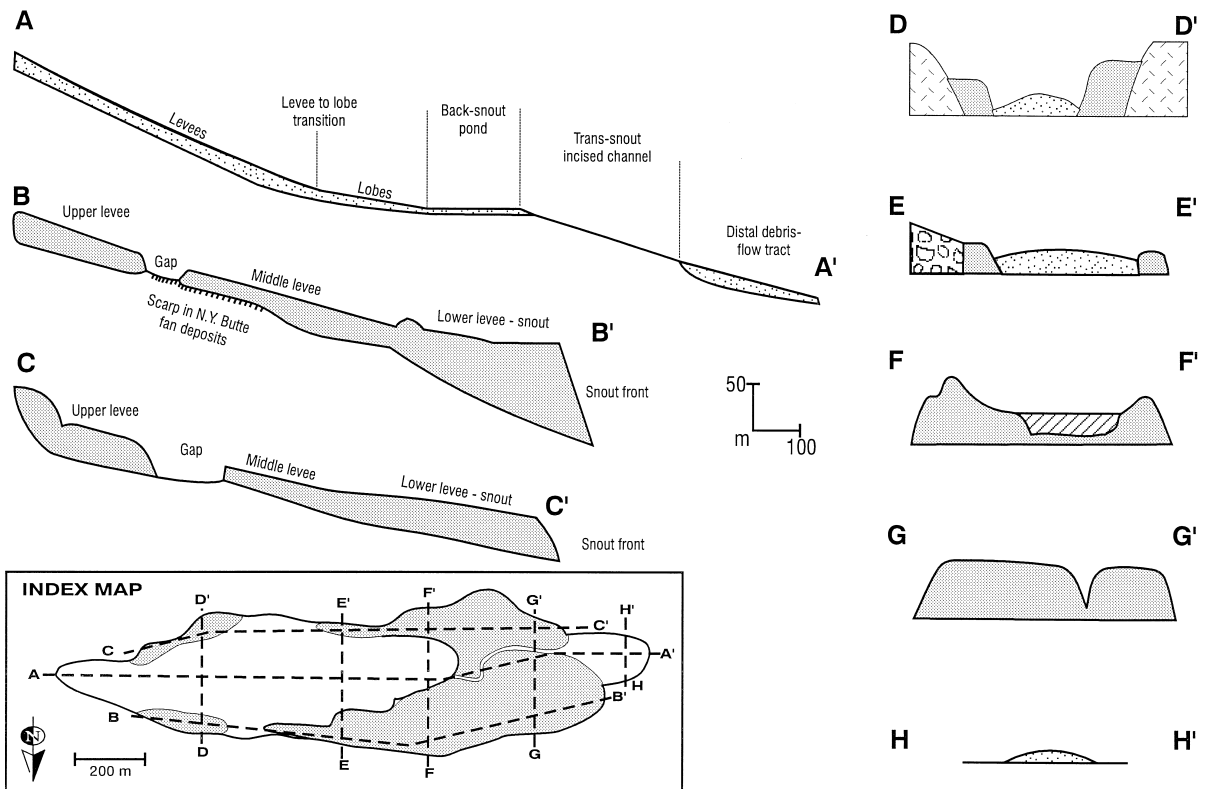 A
Levees
Levee to lobe
transition
Lobes
Back-snout
pond
Trans-snout
incised channel
Distal debris-
flow tract
A'
B
Upper levee
Gap
Scarp in N.Y. Butte
fan deposits
Middle levee
Lower levee - snout
B'
Snout front
C
Upper levee
Gap
Middle levee
Lower levee - snout
C'
Snout front
50
m
100
D
D'
E
E'
F
F'
G
G'
H
H'
INDEX MAP
D'
E'
F'
G'
H'
C
C'
A
A'
H
B
B'
D
E
F
G
N
200 m